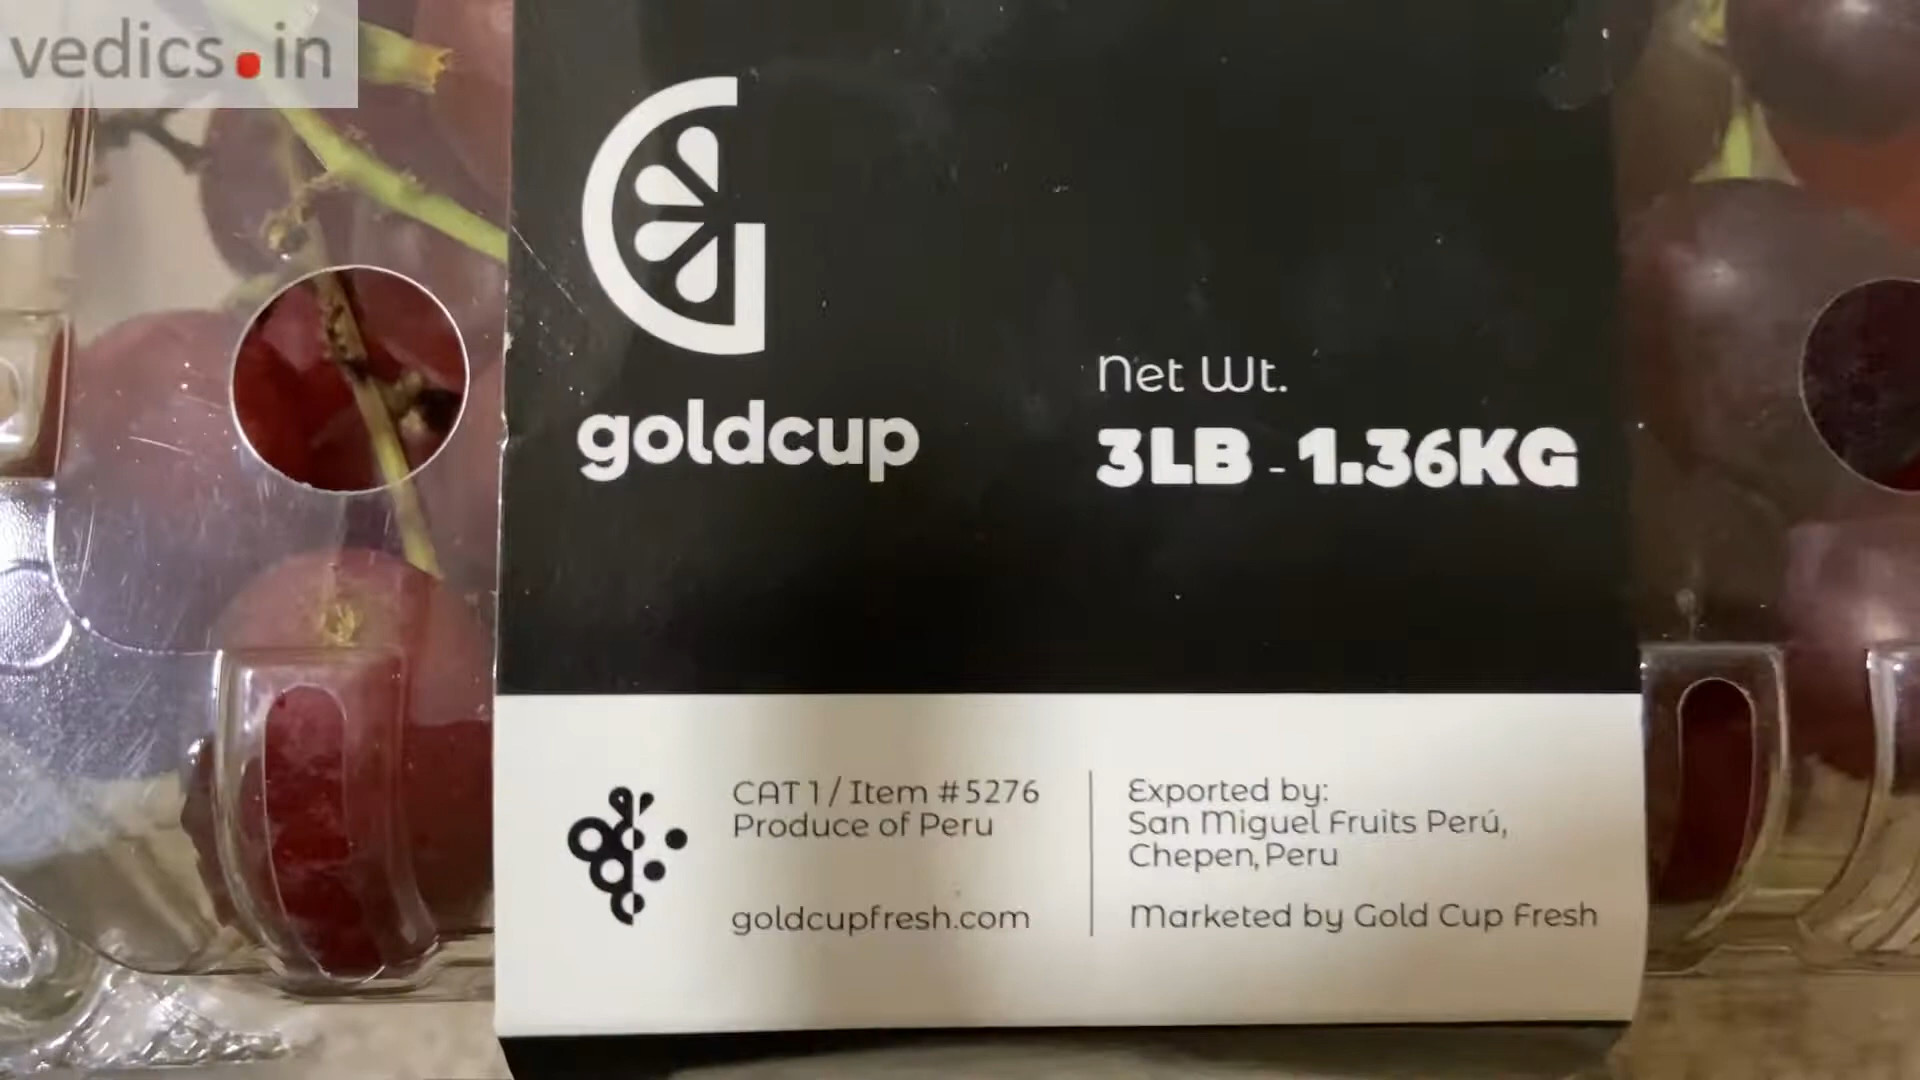 vedics.in
goldcup
Net Wt.
3LB - 1.36KG
CAT 1 / Item #5276
Produce of Peru
goldcupfresh.com
Exported by:
San Miguel Fruits Perú,
Chepen, Peru
Marketed by Gold Cup Fresh